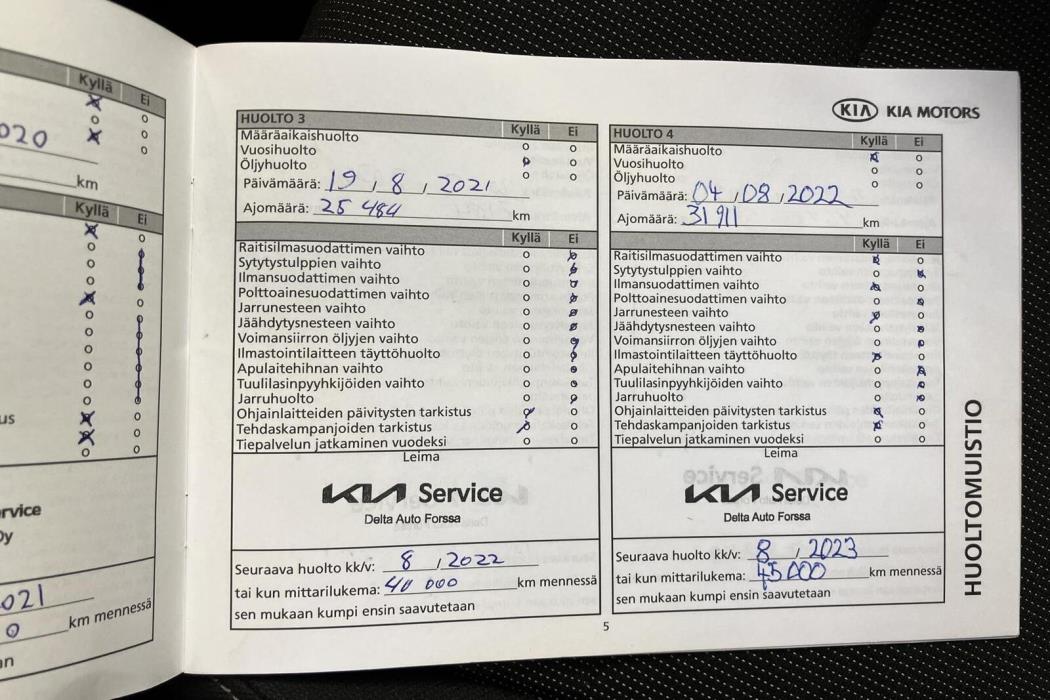 Kyllä
Ei
020
km
Kyllä
Ei
us
rvice
Oy
021
0 km mennessä
an
KIA KIA MOTORS
HUOLTO 3
Kyllä Ei
Määräaikaishuolto
Vuosihuolto
Öljyhuolto
Päivämäärä: 19 , 8 , 2021
Ajomäärä: 25 484 km
Kyllä Ei
Raitisilmasuodattimen vaihto
Sytytystulppien vaihto
Ilmansuodattimen vaihto
Polttoainesuodattimen vaihto
Jarrunesteen vaihto
Jäähdytysnesteen vaihto
Voimansiirron öljyjen vaihto
Ilmastointilaitteen täyttöhuolto
Apulaitehihnan vaihto
Tuulilasinpyyhkijöiden vaihto
Jarruhuolto
Ohjainlaitteiden päivitysten tarkistus
Tehdaskampanjoiden tarkistus
Tiepalvelun jatkaminen vuodeksi
Leima
KIA Service
Delta Auto Forssa
Seuraava huolto kk/v: 8 , 2022
tai kun mittarilukema: 40 000 km mennessä
sen mukaan kumpi ensin saavutetaan
HUOLTO 4
Kyllä Ei
Määräaikaishuolto
Vuosihuolto
Öljyhuolto
Päivämäärä: 04 , 08 , 2022
Ajomäärä: 31 911 km
Kyllä Ei
Raitisilmasuodattimen vaihto
Sytytystulppien vaihto
Ilmansuodattimen vaihto
Polttoainesuodattimen vaihto
Jarrunesteen vaihto
Jäähdytysnesteen vaihto
Voimansiirron öljyjen vaihto
Ilmastointilaitteen täyttöhuolto
Apulaitehihnan vaihto
Tuulilasinpyyhkijöiden vaihto
Jarruhuolto
Ohjainlaitteiden päivitysten tarkistus
Tehdaskampanjoiden tarkistus
Tiepalvelun jatkaminen vuodeksi
Leima
KIA Service
Delta Auto Forssa
Seuraava huolto kk/v: 8 , 2023
tai kun mittarilukema: 45 000 km mennessä
sen mukaan kumpi ensin saavutetaan
HUOLTOMUISTIO
5